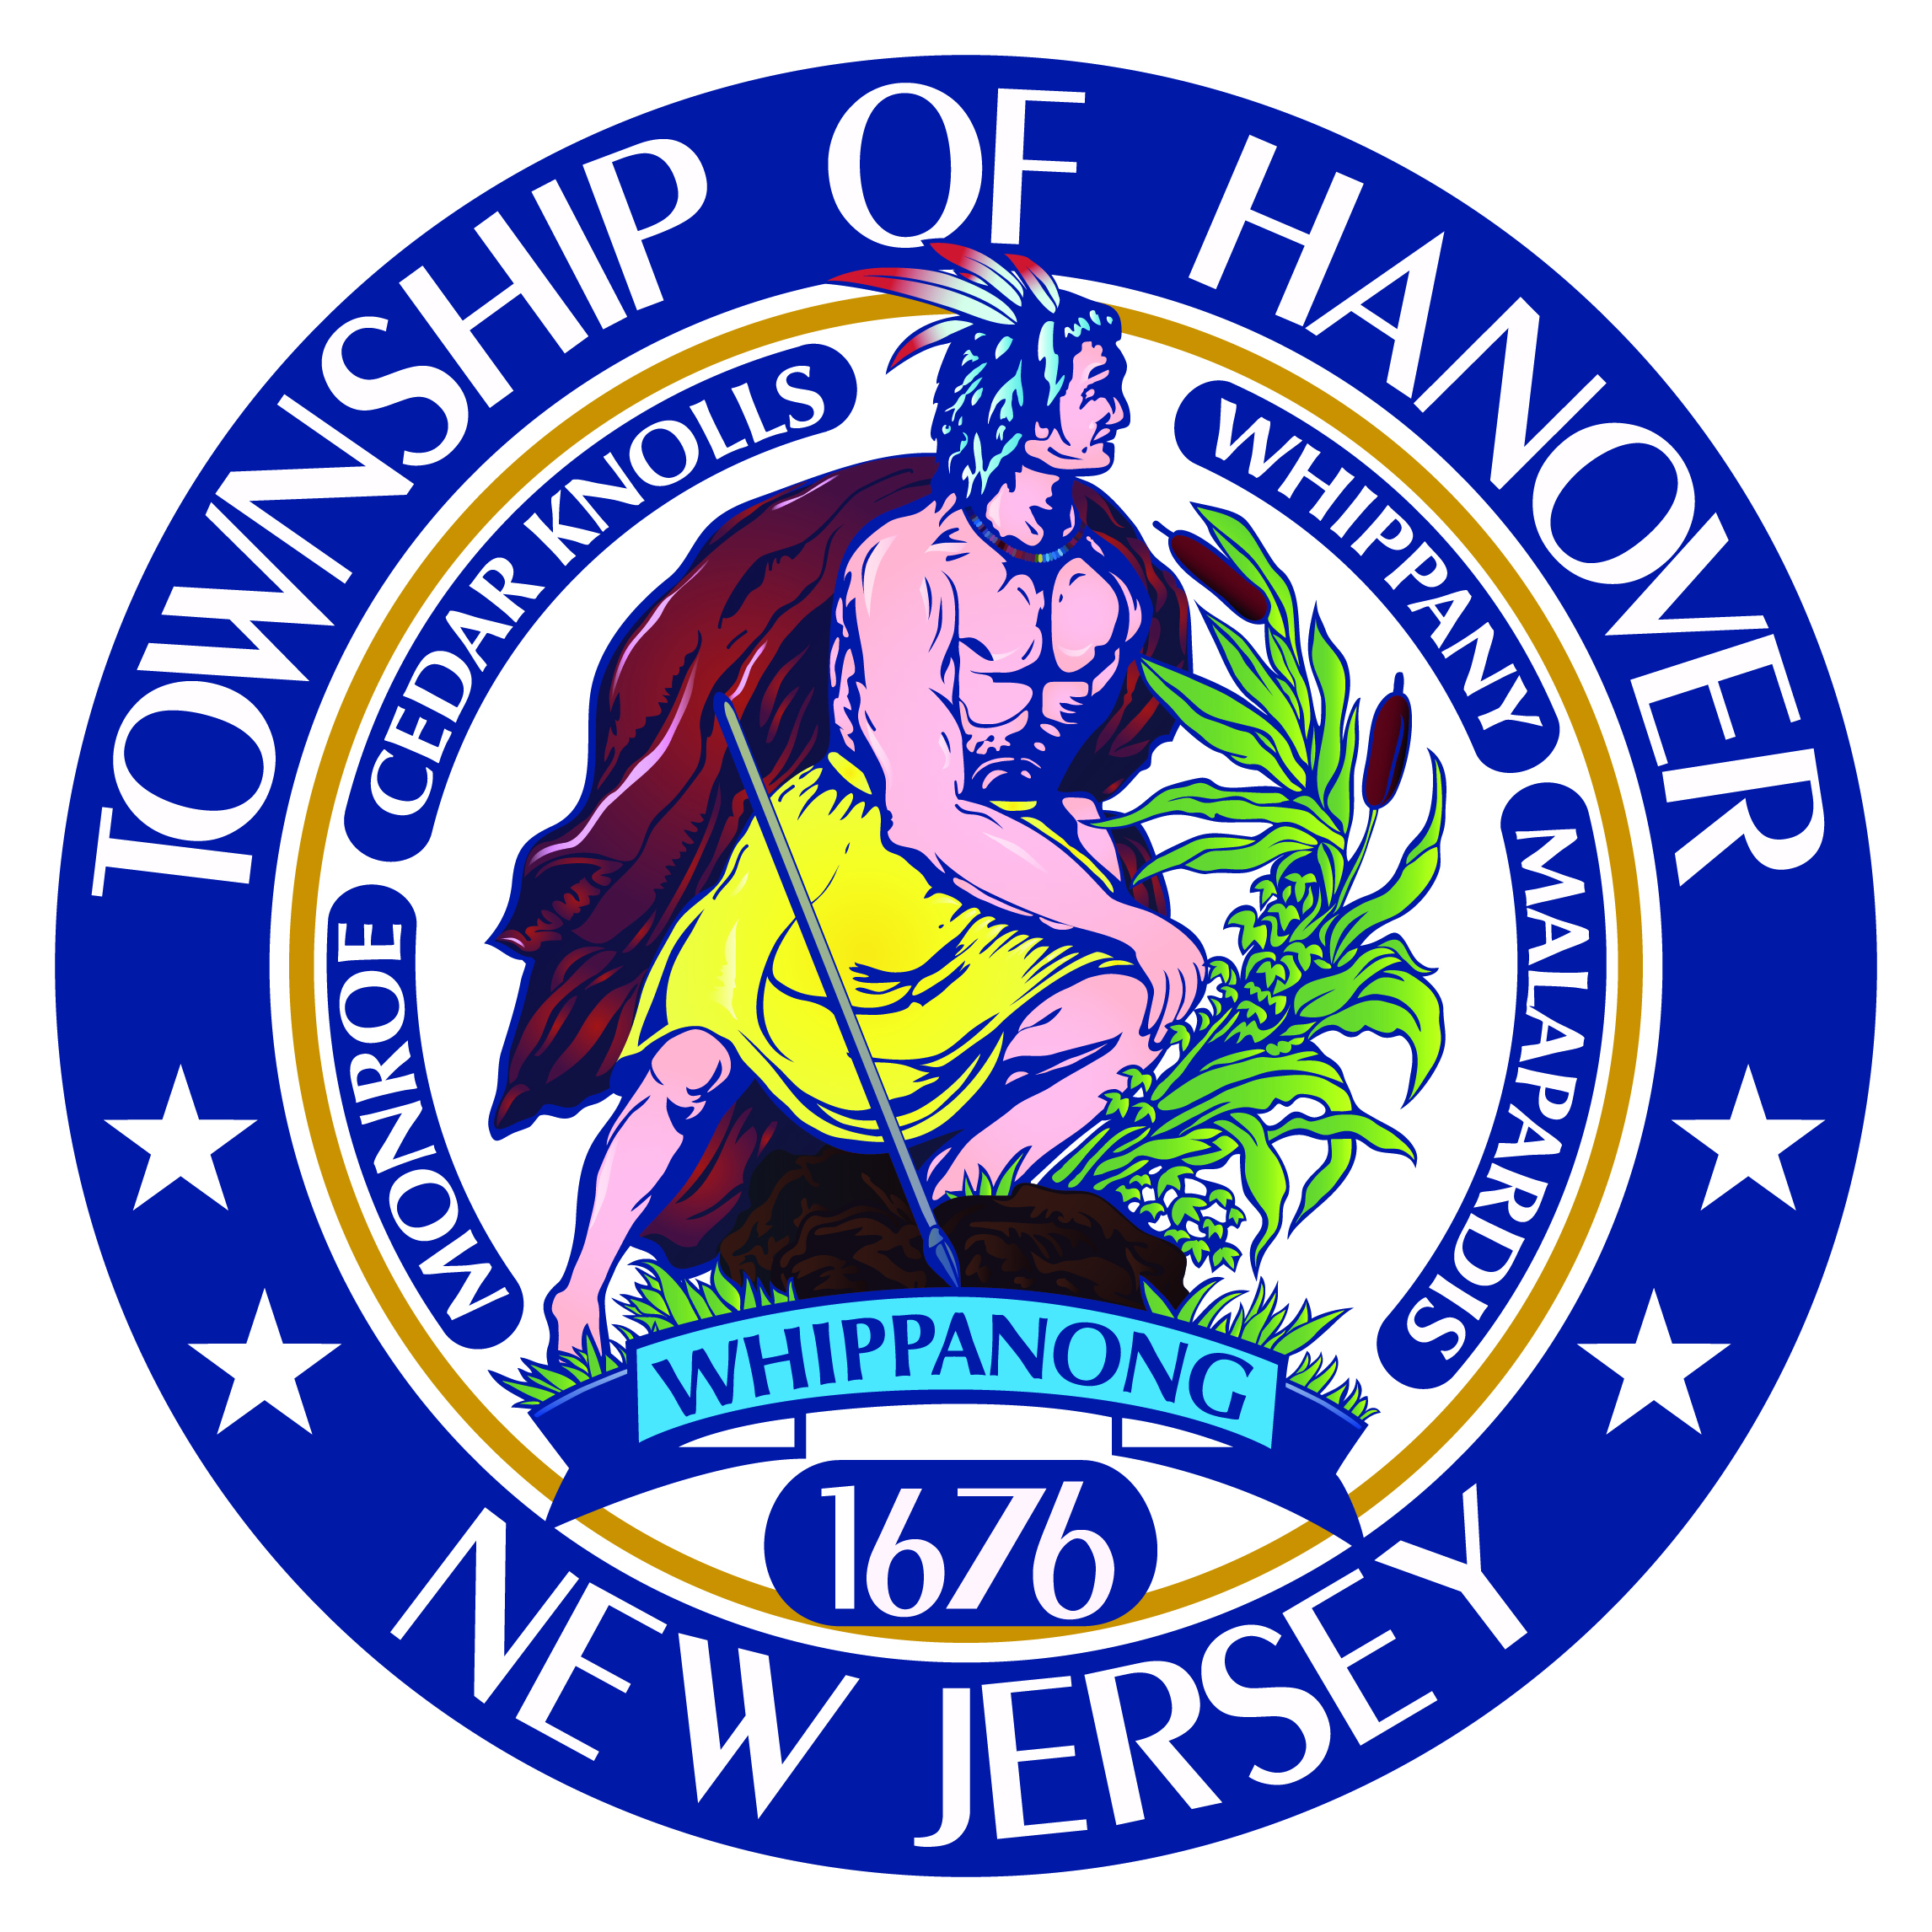 TOWNSHIP OF HANOVER
MONROE
CEDAR KNOLLS
WHIPPANY
MALAPARDIS
WHIPPANONG
1676
NEW JERSEY